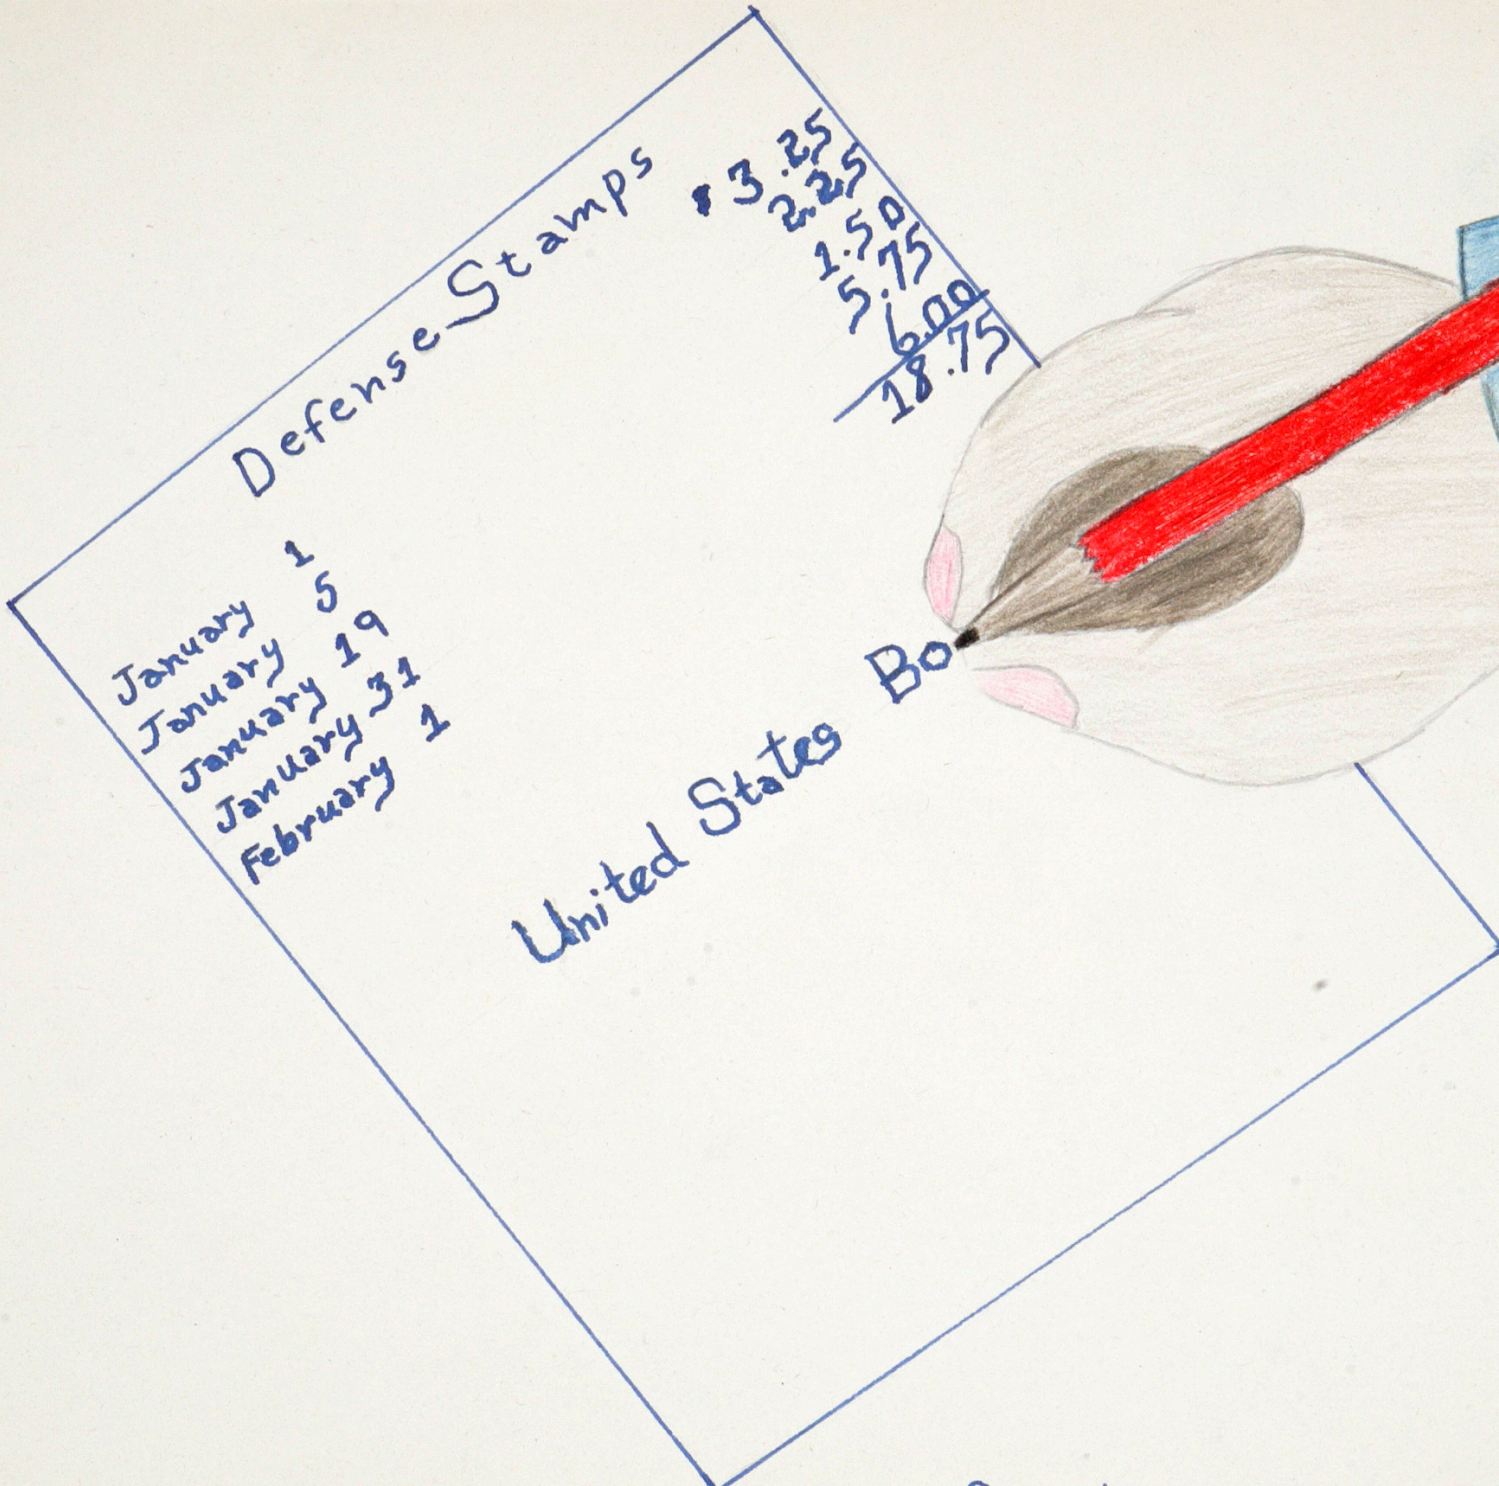 Defense Stamps
January 1 $3.25
January 5 2.25
January 19 1.50
January 31 5.75
February 1 6.00
18.75
United States Bo